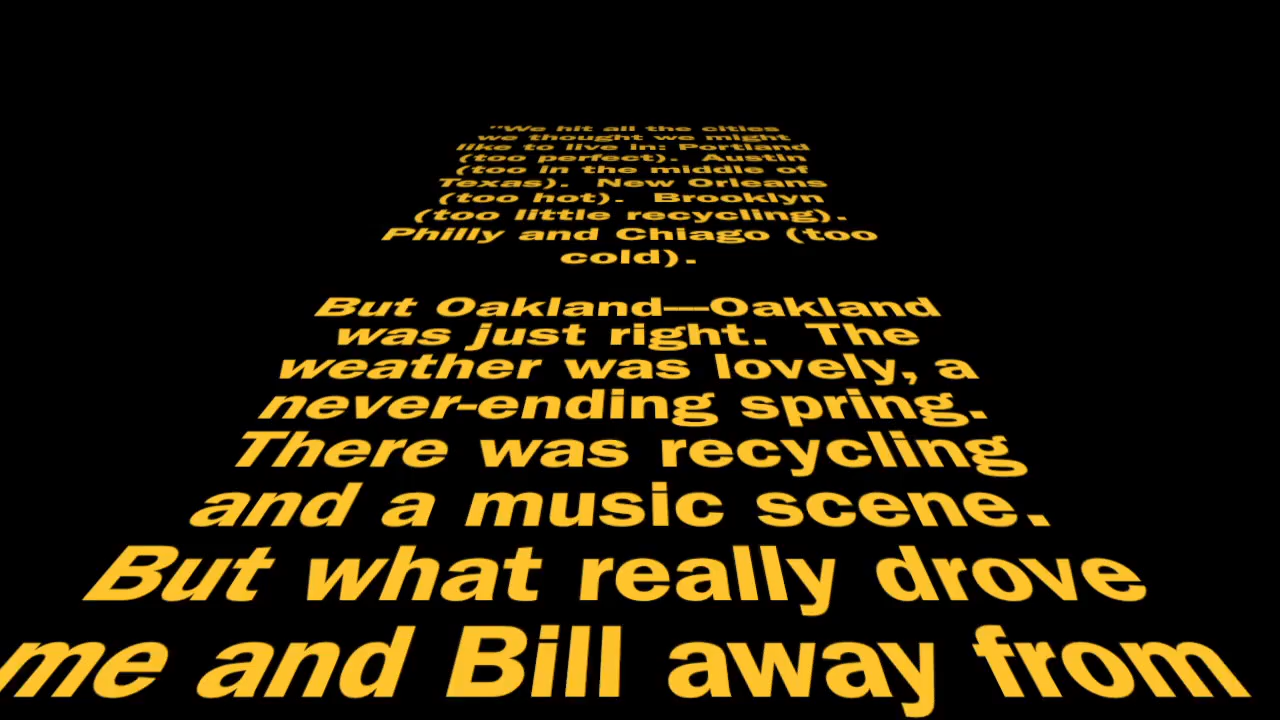 "We hit all the cities
we thought we might
like to live in: Portland
(too perfect).  Austin
(too in the middle of
Texas).  New Orleans
(too hot).  Brooklyn
(too little recycling).
Philly and Chiago (too
cold).
But Oakland—Oakland
was just right.  The
weather was lovely, a
never-ending spring.
There was recycling
and a music scene.
But what really drove
me and Bill away from